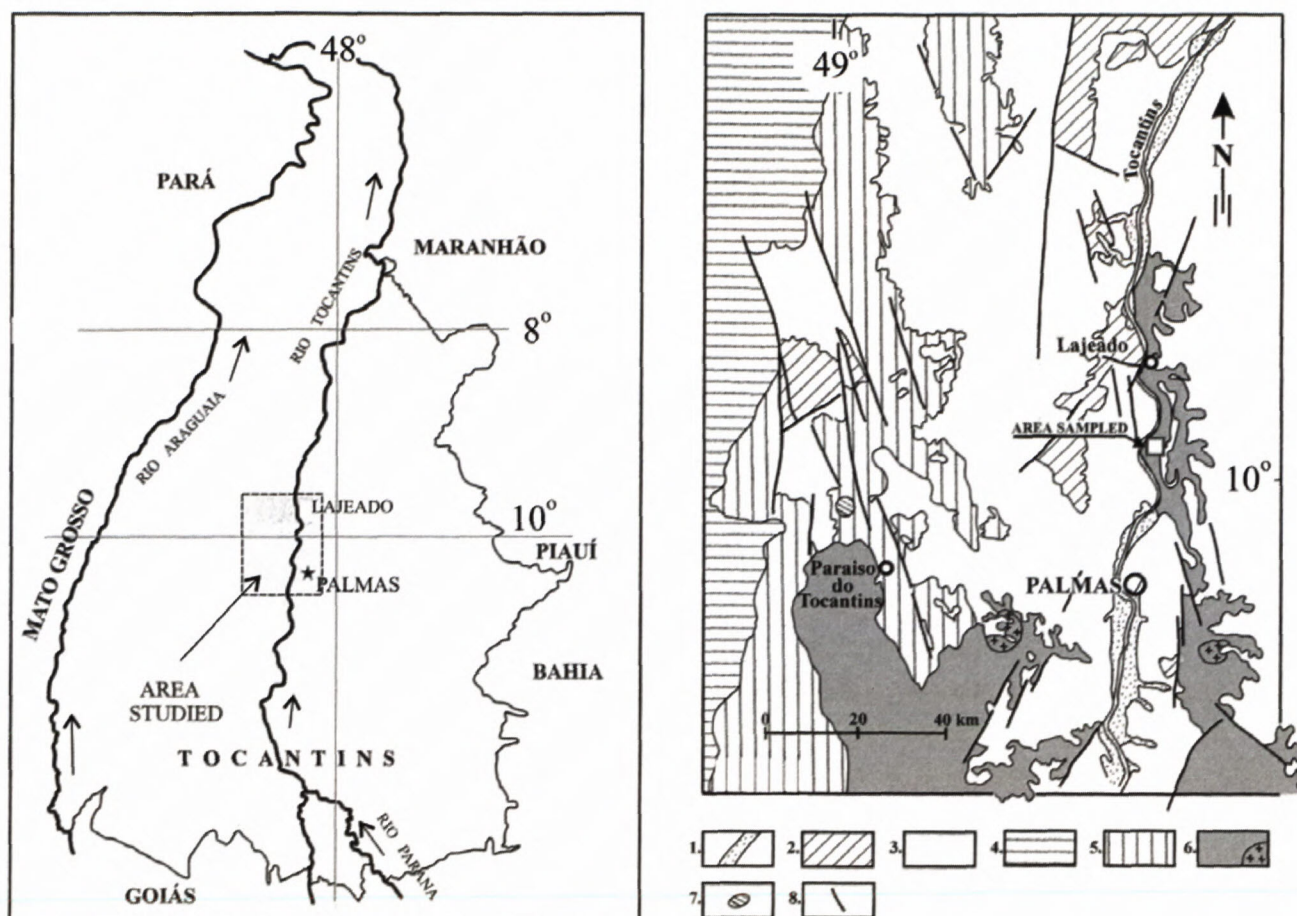 48°
PARÁ
MARANHÃO
RIO TOCANTINS
8°
RIO ARAGUAIA
MATO GROSSO
LAJEADO
10°
PIAUÍ
PALMAS
BAHIA
AREA
STUDIED
TOCANTINS
RIO PARANA
GOIÁS
49°
Tocantins
N
Lajeado
AREA SAMPLED
10°
Paraiso
do
Tocantins
PALMAS
0 20 40 km
1. 2. 3. 4. 5. 6.
7. 8.